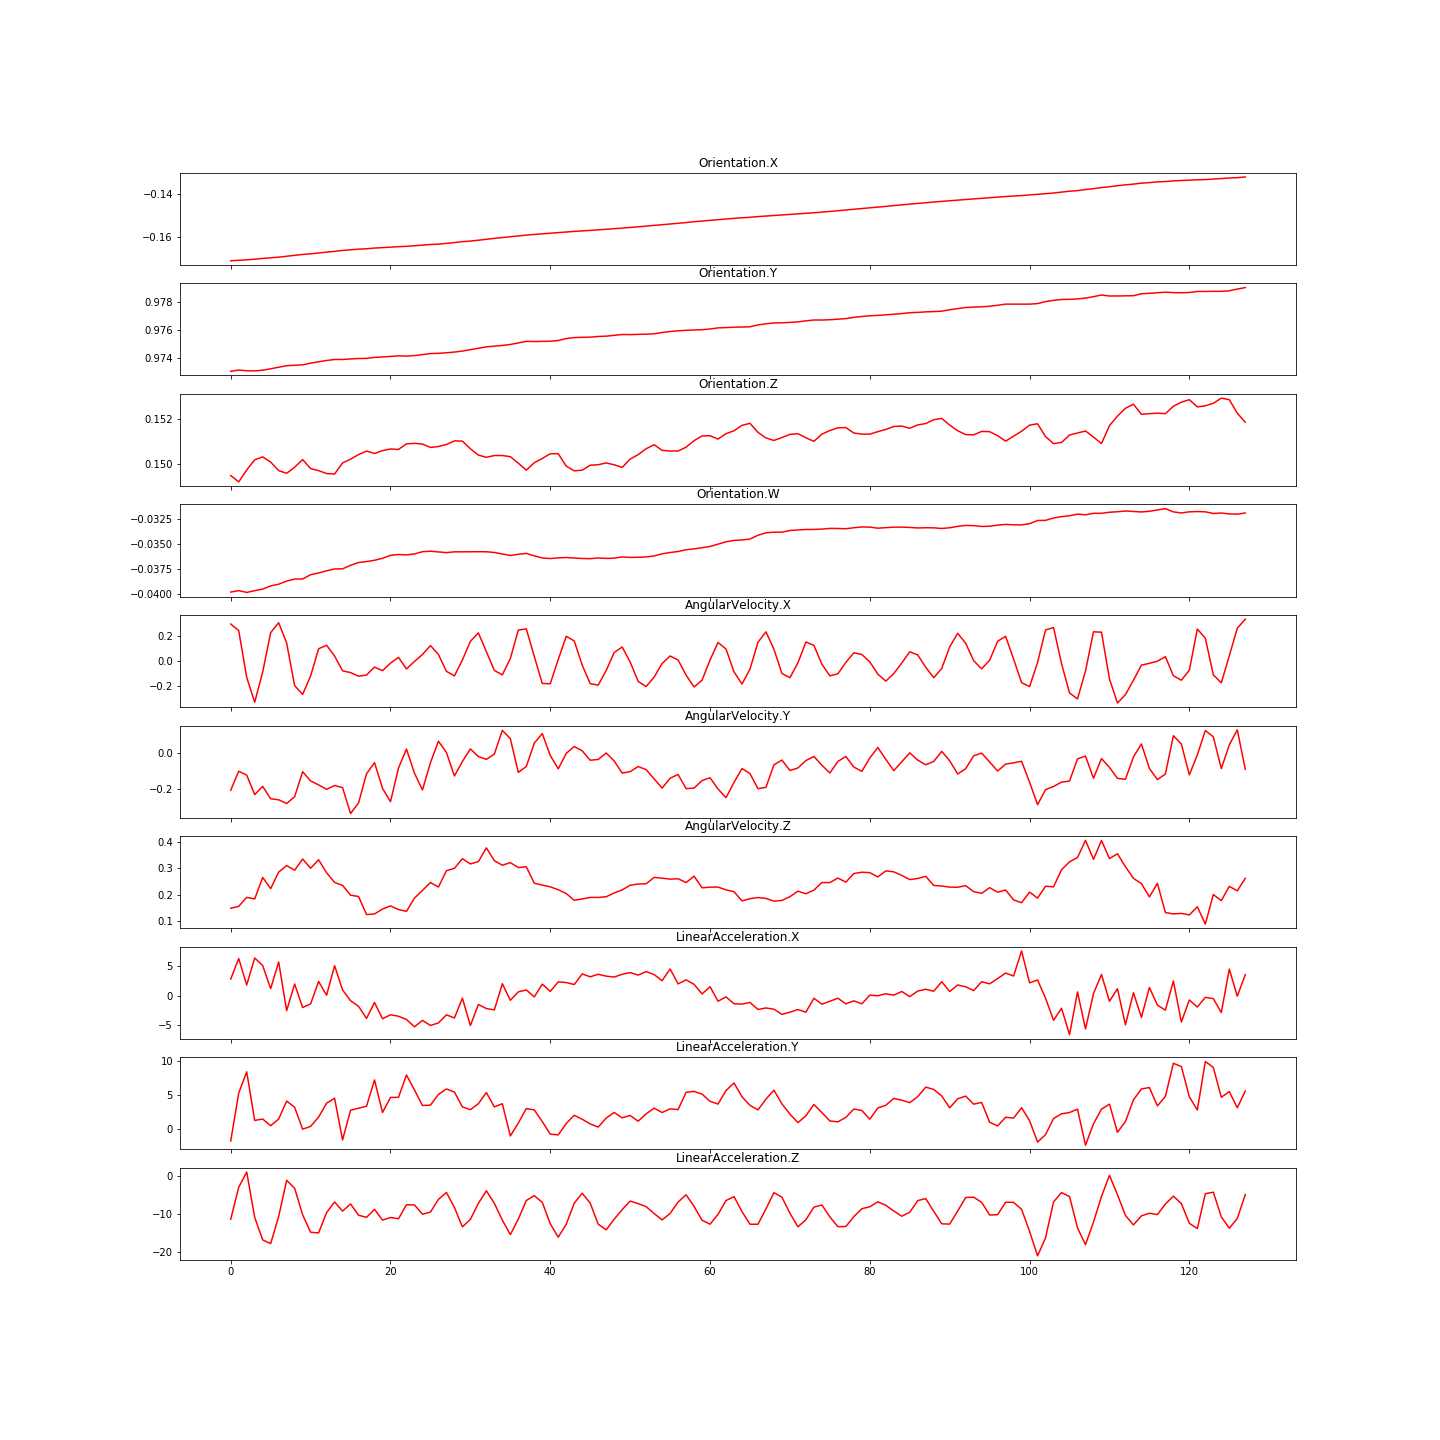 Orientation.X
−0.14
−0.16
Orientation.Y
0.978
0.976
0.974
Orientation.Z
0.152
0.150
Orientation.W
−0.0325
−0.0350
−0.0375
−0.0400
AngularVelocity.X
0.2
0.0
−0.2
AngularVelocity.Y
0.0
−0.2
AngularVelocity.Z
0.4
0.3
0.2
0.1
LinearAcceleration.X
5
0
−5
LinearAcceleration.Y
10
5
0
LinearAcceleration.Z
0
−10
−20
0 20 40 60 80 100 120